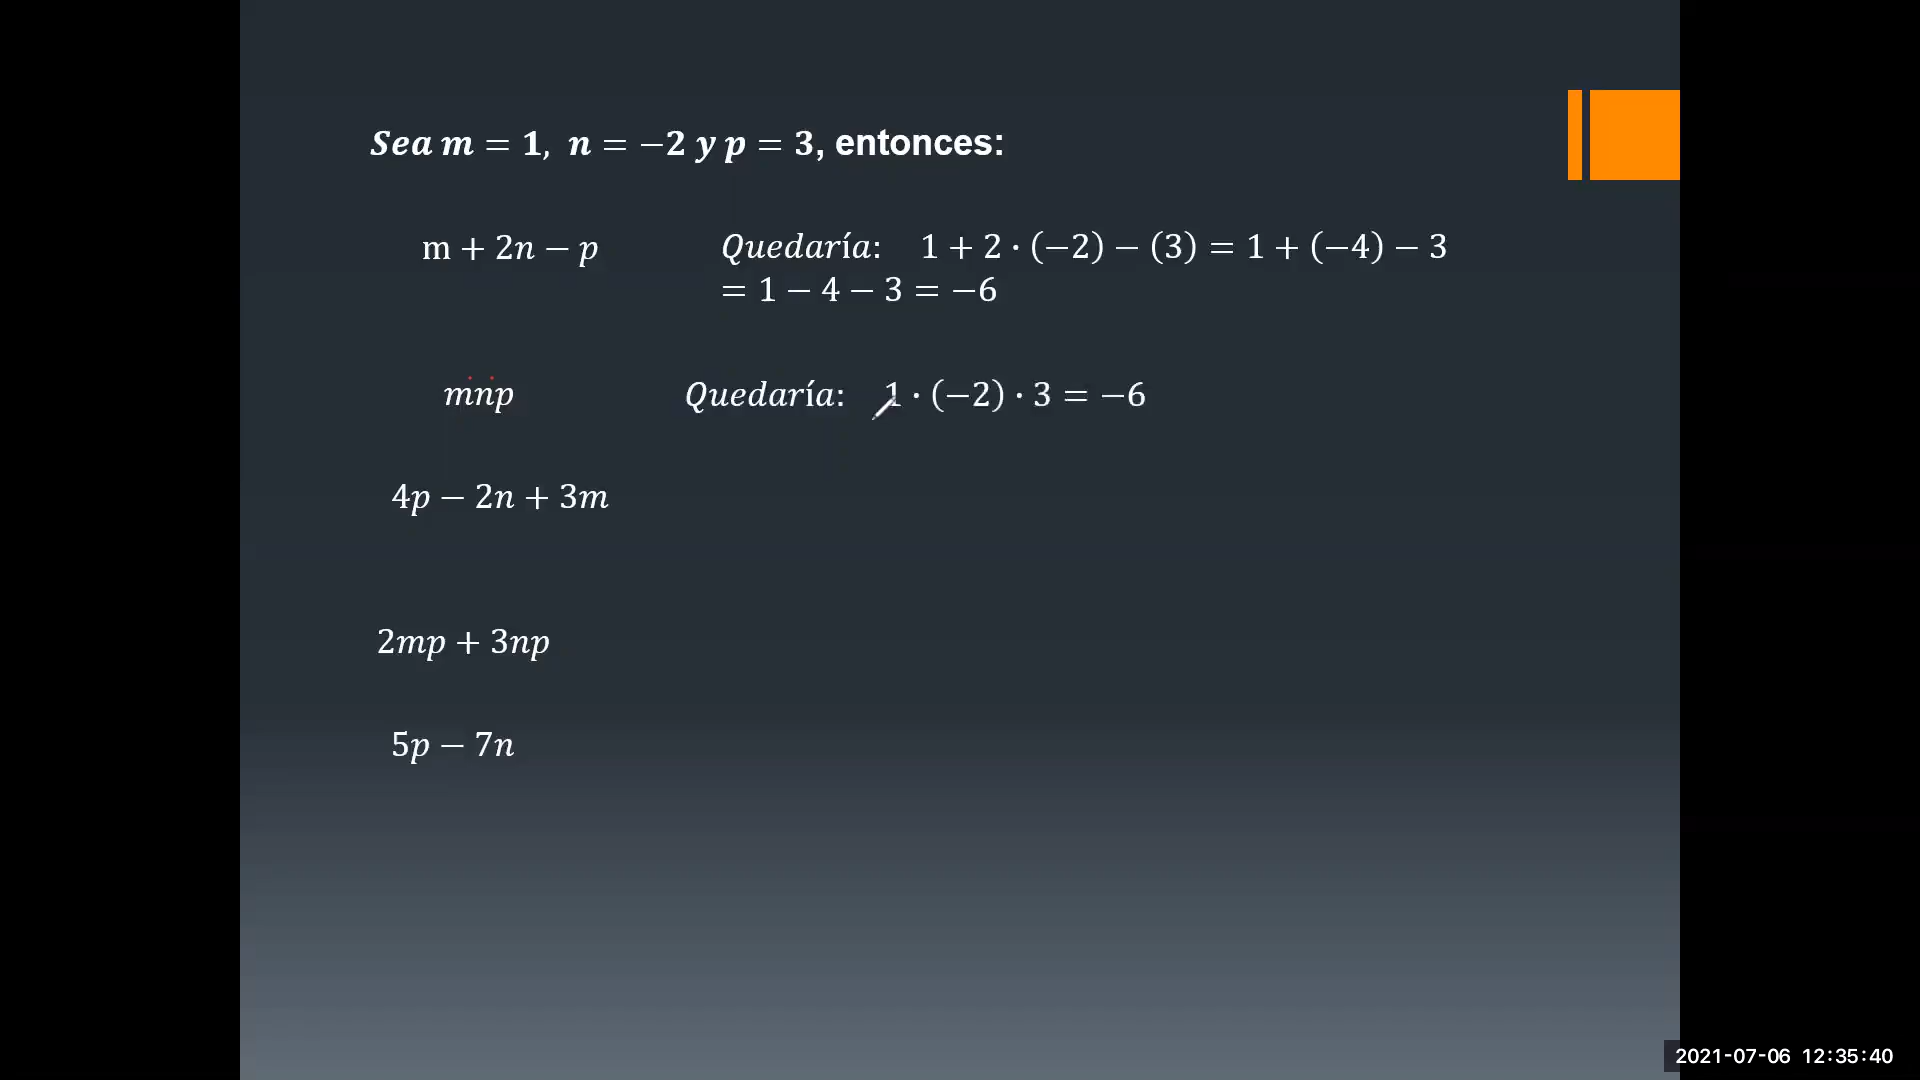 Sea m = 1, n = −2 y p = 3, entonces:
m + 2n − p Quedaría: 1 + 2 · (−2) − (3) = 1 + (−4) − 3
= 1 − 4 − 3 = −6
mnp Quedaría: 1 · (−2) · 3 = −6
4p − 2n + 3m
2mp + 3np
5p − 7n
2021-07-06 12:35:40